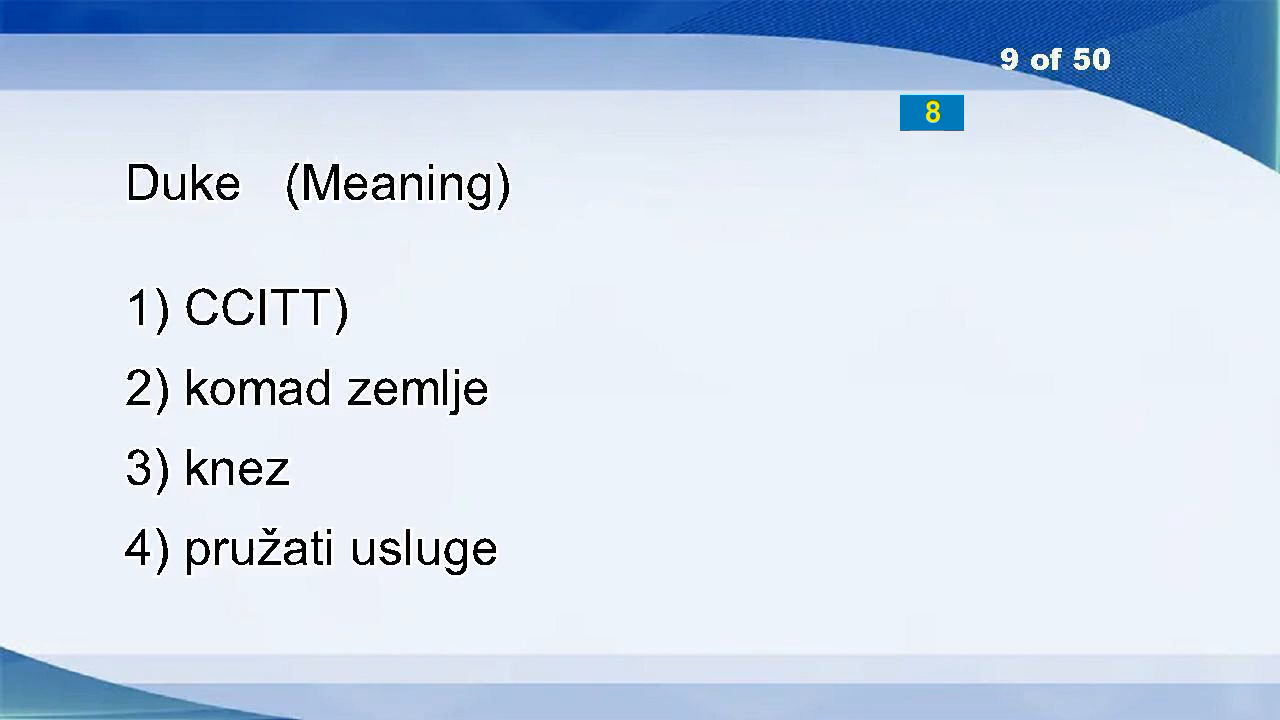 9 of 50
8
Duke (Meaning)
1) CCITT)
2) komad zemlje
3) knez
4) pružati usluge